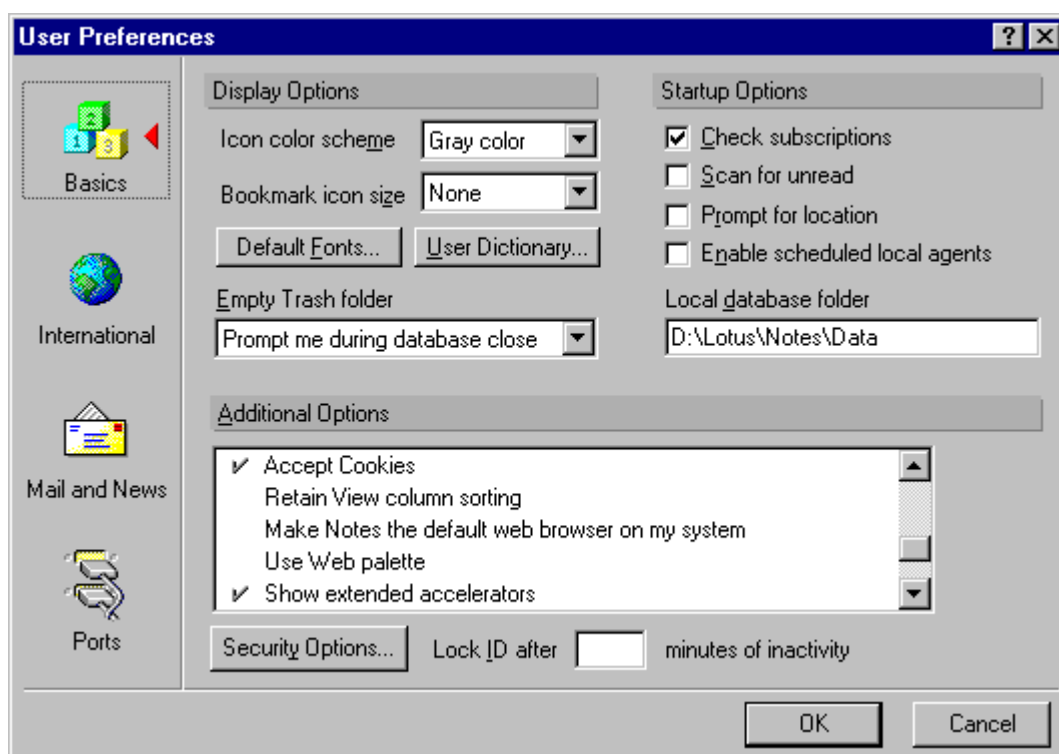 User Preferences
2
1
3
Basics
International
Mail and News
Ports
Display Options
Icon color scheme Gray color
Bookmark icon size None
Default Fonts... User Dictionary...
Empty Trash folder
Prompt me during database close
Startup Options
Check subscriptions
Scan for unread
Prompt for location
Enable scheduled local agents
Local database folder
D:\Lotus\Notes\Data
Additional Options
Accept Cookies
Retain View column sorting
Make Notes the default web browser on my system
Use Web palette
Show extended accelerators
Security Options... Lock ID after minutes of inactivity
OK Cancel